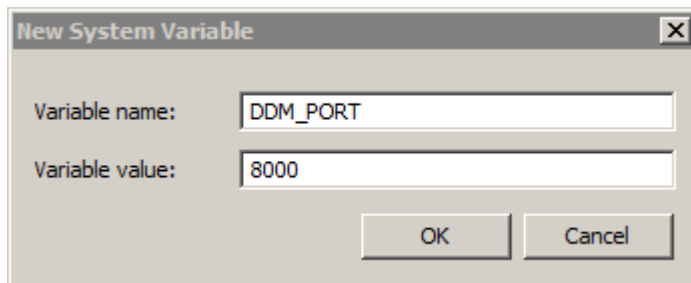 New System Variable
Variable name: DDM_PORT
Variable value: 8000
OK Cancel